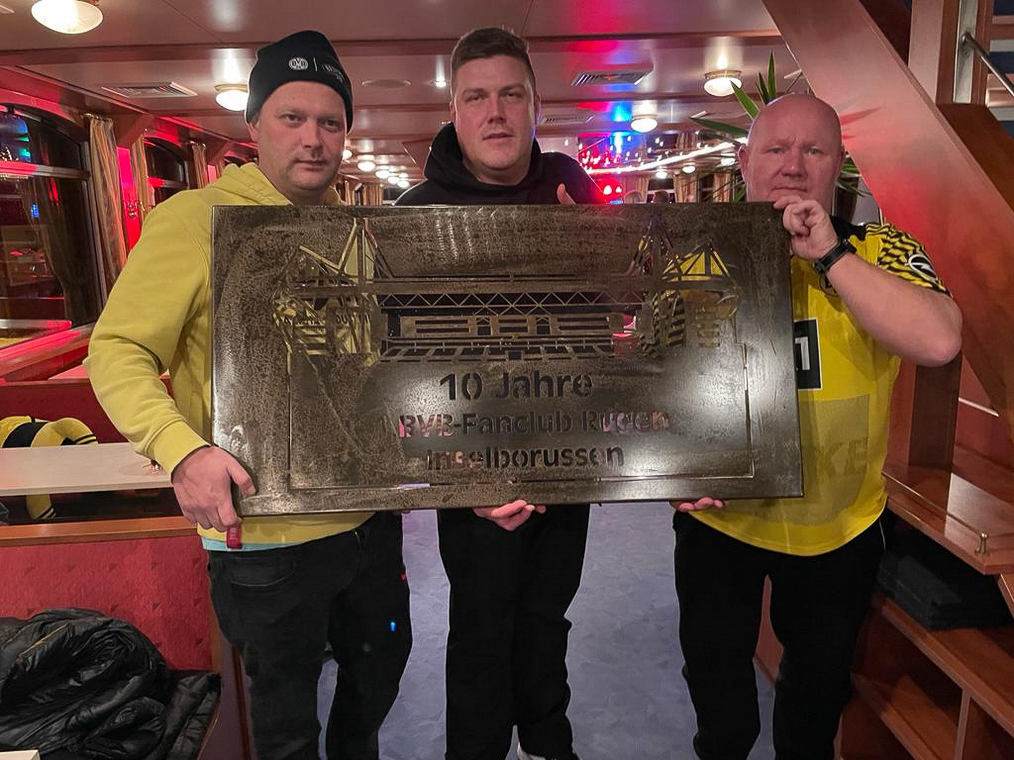 10 Jahre
BVB-Fanclub Rügen
Inselborussen